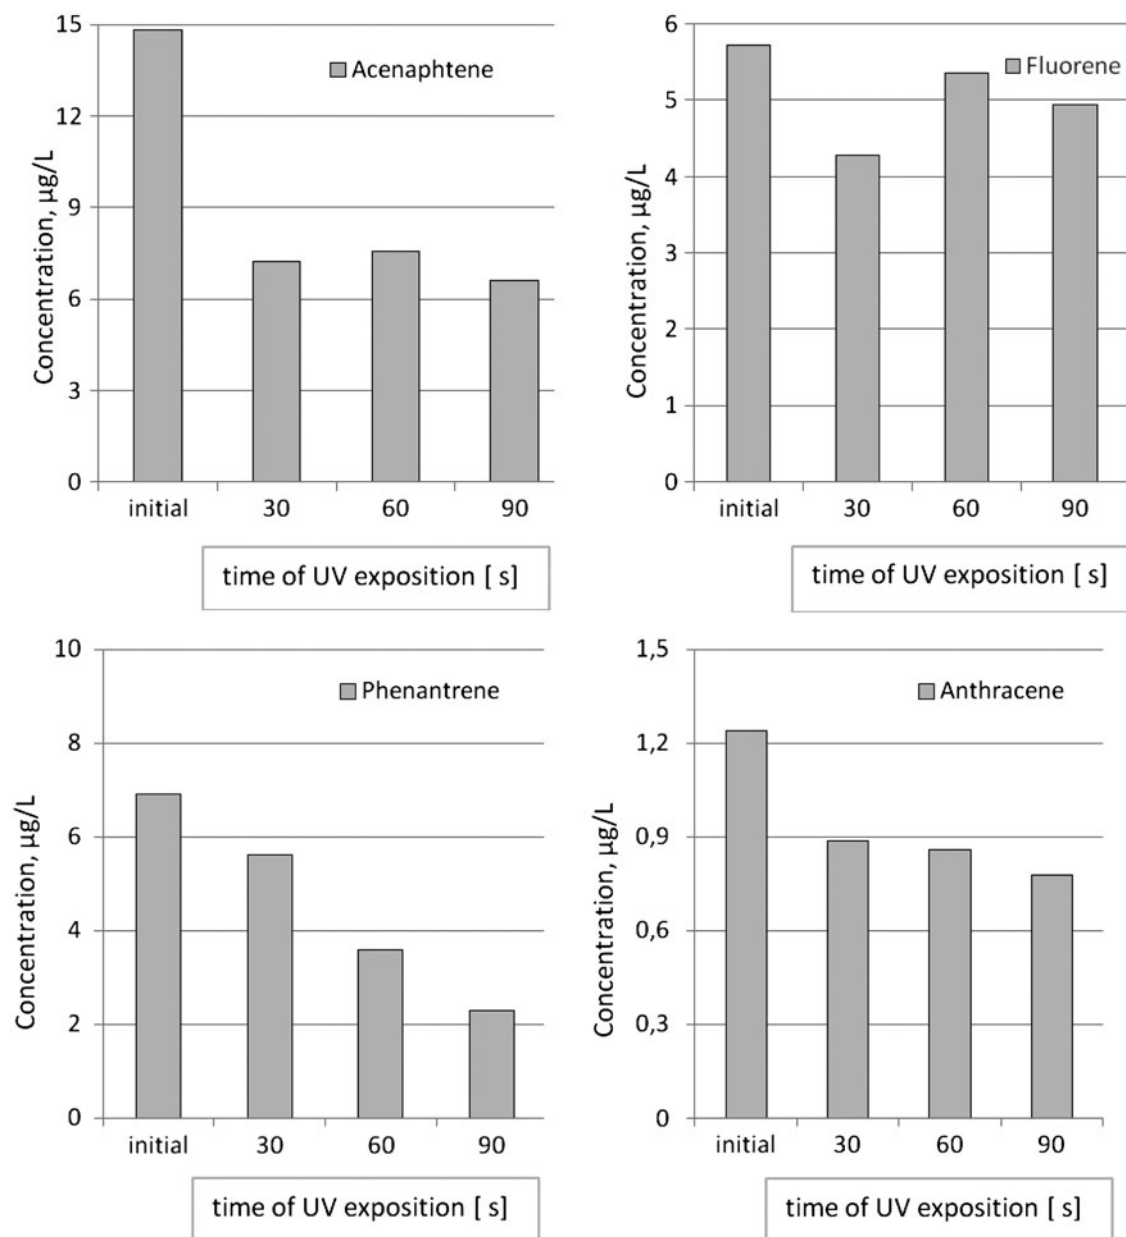 15
12
9
6
3
0
Concentration, µg/L
Acenaphtene
initial 30 60 90
time of UV exposition [ s]
6
5
4
3
2
1
0
Concentration, µg/L
Fluorene
initial 30 60 90
time of UV exposition [ s]
10
8
6
4
2
0
Concentration, µg/L
Phenantrene
initial 30 60 90
time of UV exposition [ s]
1,5
1,2
0,9
0,6
0,3
0
Concentration, µg/L
Anthracene
initial 30 60 90
time of UV exposition [ s]